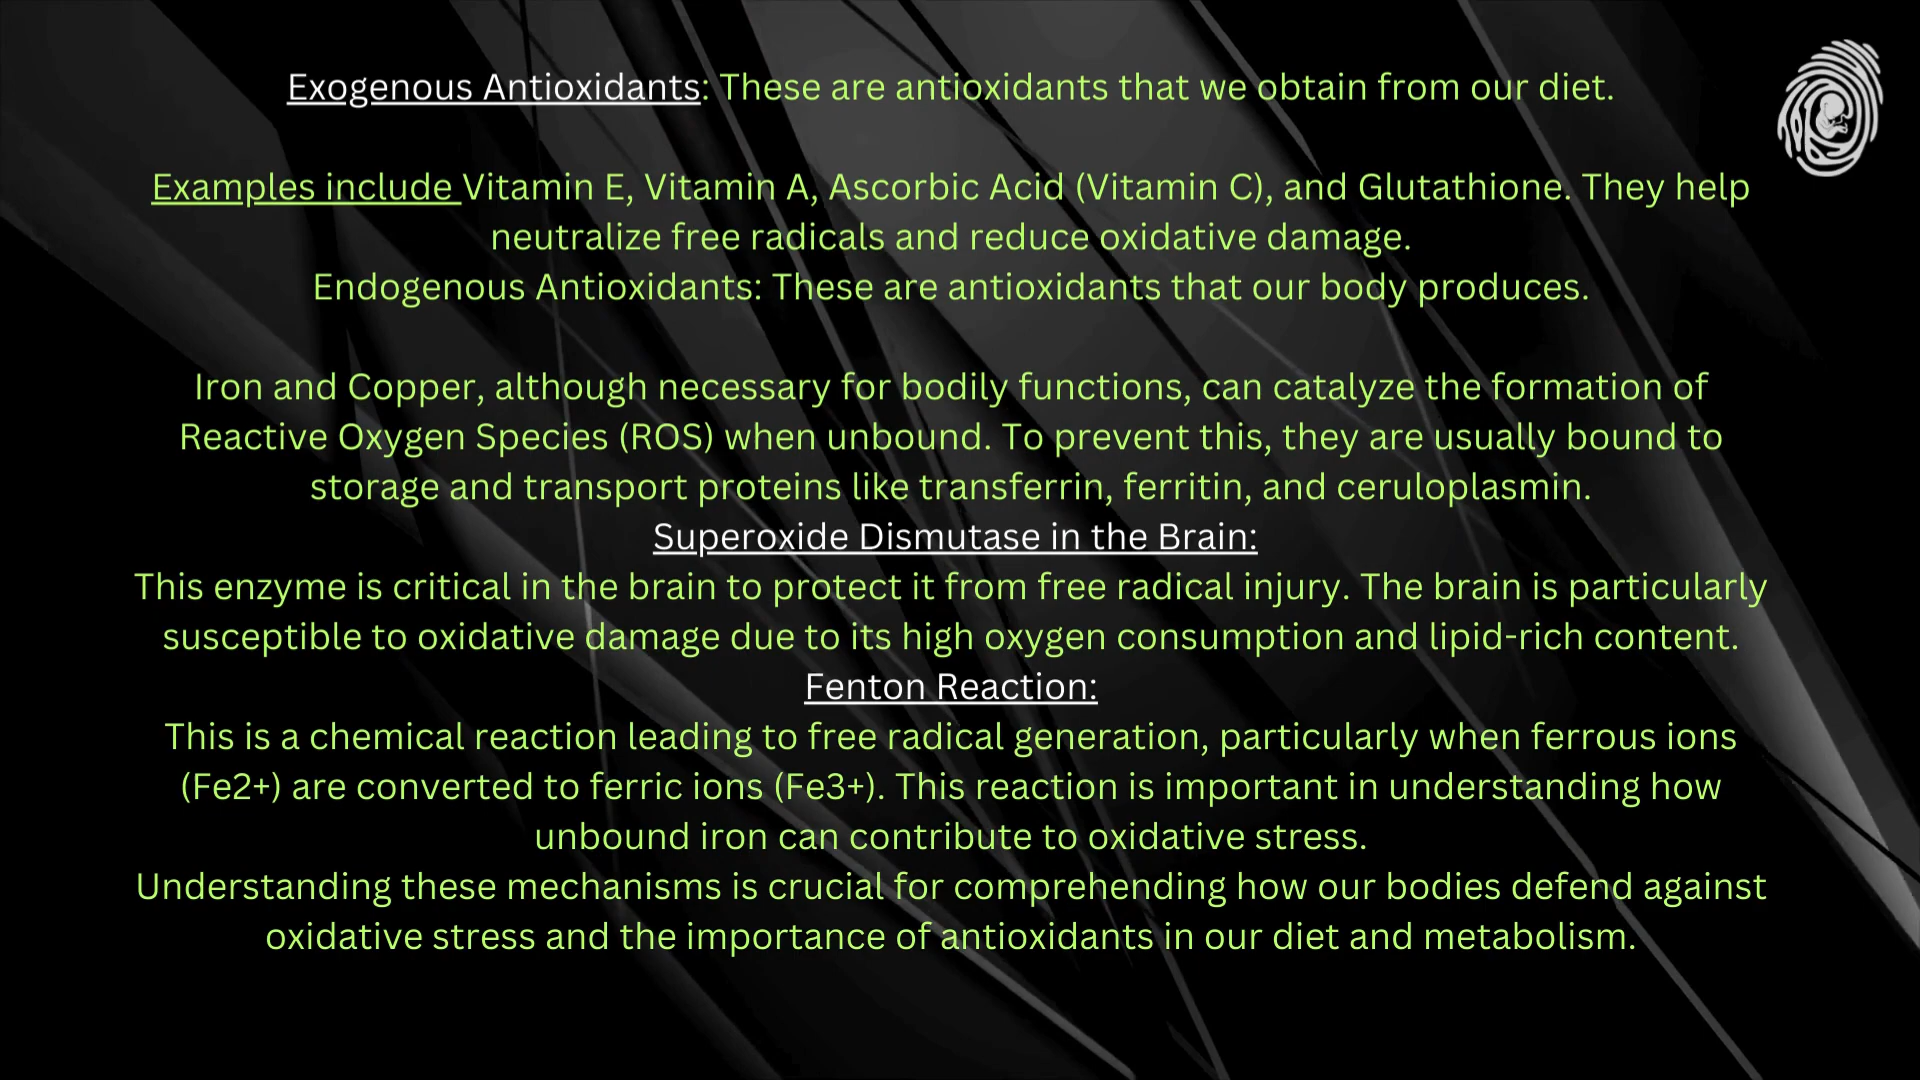 Exogenous Antioxidants: These are antioxidants that we obtain from our diet.
Examples include Vitamin E, Vitamin A, Ascorbic Acid (Vitamin C), and Glutathione. They help
neutralize free radicals and reduce oxidative damage.
Endogenous Antioxidants: These are antioxidants that our body produces.
Iron and Copper, although necessary for bodily functions, can catalyze the formation of
Reactive Oxygen Species (ROS) when unbound. To prevent this, they are usually bound to
storage and transport proteins like transferrin, ferritin, and ceruloplasmin.
Superoxide Dismutase in the Brain:
This enzyme is critical in the brain to protect it from free radical injury. The brain is particularly
susceptible to oxidative damage due to its high oxygen consumption and lipid-rich content.
Fenton Reaction:
This is a chemical reaction leading to free radical generation, particularly when ferrous ions
(Fe2+) are converted to ferric ions (Fe3+). This reaction is important in understanding how
unbound iron can contribute to oxidative stress.
Understanding these mechanisms is crucial for comprehending how our bodies defend against
oxidative stress and the importance of antioxidants in our diet and metabolism.